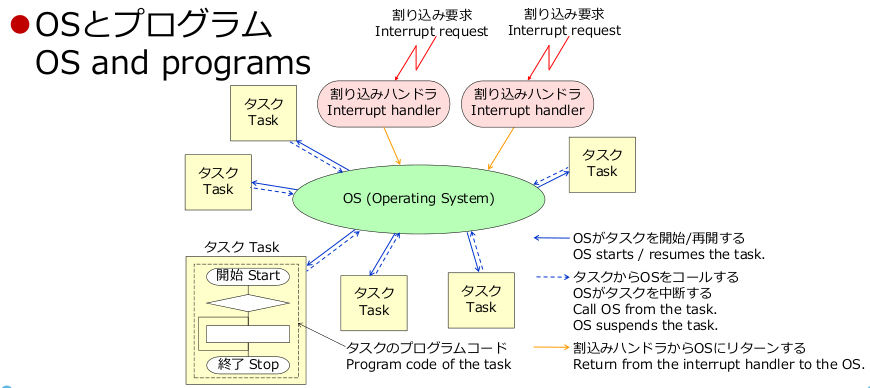 ●OSとプログラム
OS and programs
割り込み要求
Interrupt request
割り込み要求
Interrupt request
割り込みハンドラ
Interrupt handler
割り込みハンドラ
Interrupt handler
タスク
Task
タスク
Task
タスク
Task
OS (Operating System)
タスク Task
開始 Start
終了 Stop
タスク
Task
タスク
Task
タスクのプログラムコード
Program code of the task
OSがタスクを開始/再開する
OS starts / resumes the task.
タスクからOSをコールする
OSがタスクを中断する
Call OS from the task.
OS suspends the task.
割込みハンドラからOSにリターンする
Return from the interrupt handler to the OS.